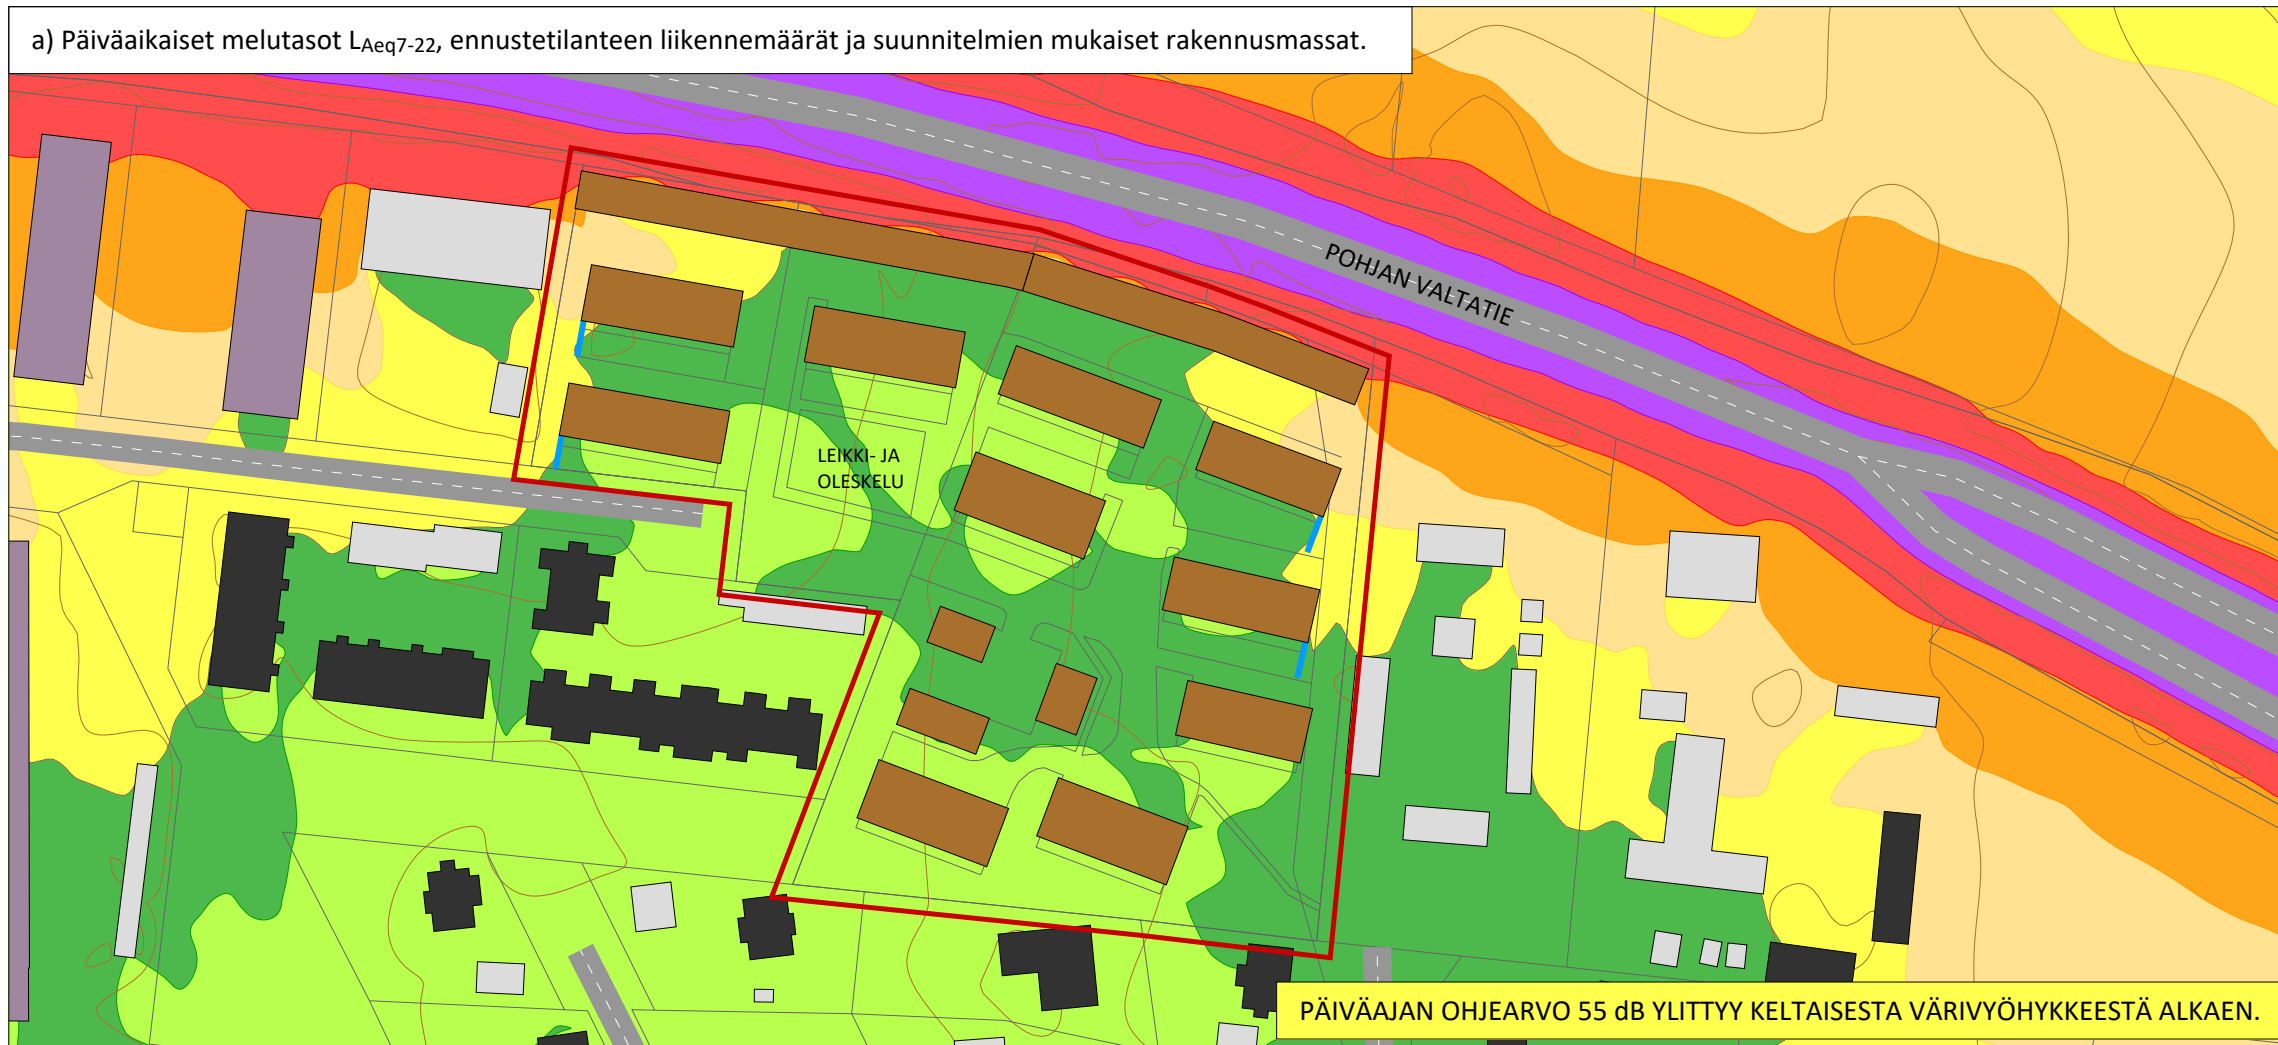 a) Päiväaikaiset melutasot LAeq7-22, ennustetilanteen liikennemäärät ja suunnitelmien mukaiset rakennusmassat.
POHJAN VALTATIE
LEIKKI- JA
OLESKELU
PÄIVÄAJAN OHJEARVO 55 dB YLITTYY KELTAISESTA VÄRIVYÖHYKKEESTÄ ALKAEN.